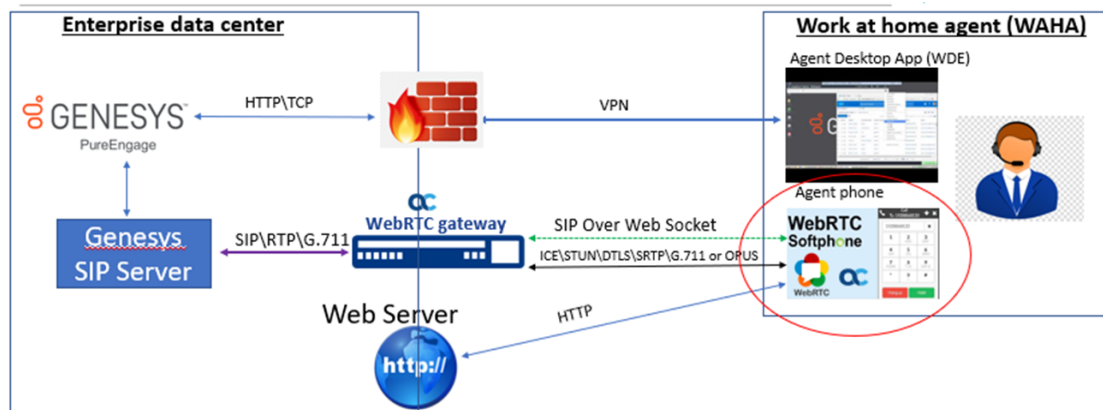 Enterprise data center
Work at home agent (WAHA)
Agent Desktop App (WDE)
HTTP\TCP
VPN
GENESYS™
PureEngage
Agent phone
WebRTC gateway
WebRTC
Softphone
SIP Over Web Socket
Genesys
SIP Server
SIP\RTP\G.711
ICE\STUN\DTLS\SRTP\G.711 or OPUS
WebRTC
Web Server
HTTP
http://